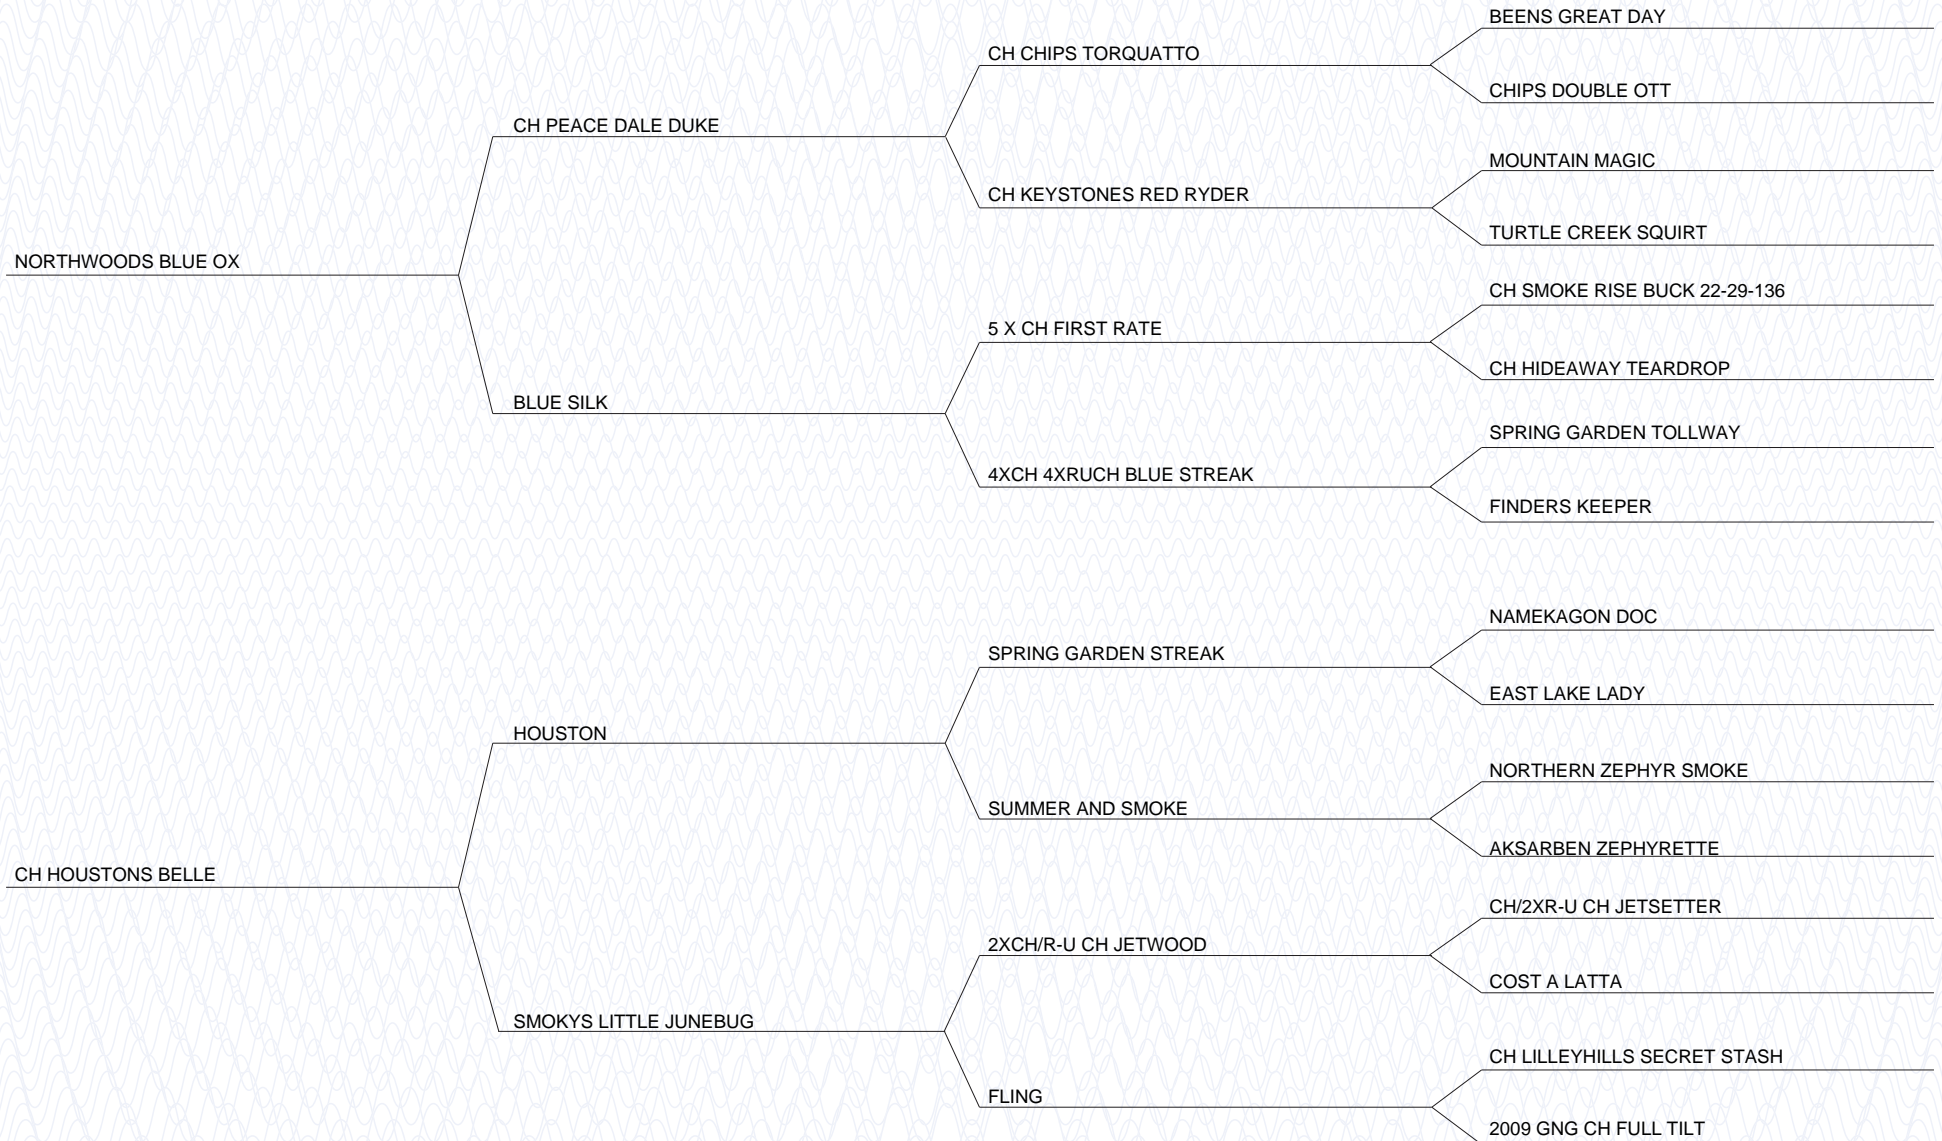 BEENS GREAT DAY
CH CHIPS TORQUATTO
CHIPS DOUBLE OTT
CH PEACE DALE DUKE
MOUNTAIN MAGIC
CH KEYSTONES RED RYDER
TURTLE CREEK SQUIRT
NORTHWOODS BLUE OX
CH SMOKE RISE BUCK 22-29-136
5 X CH FIRST RATE
CH HIDEAWAY TEARDROP
BLUE SILK
SPRING GARDEN TOLLWAY
4XCH 4XRUCH BLUE STREAK
FINDERS KEEPER
NAMEKAGON DOC
SPRING GARDEN STREAK
EAST LAKE LADY
HOUSTON
NORTHERN ZEPHYR SMOKE
SUMMER AND SMOKE
AKSARBEN ZEPHYRETTE
CH HOUSTONS BELLE
CH/2XR-U CH JETSETTER
2XCH/R-U CH JETWOOD
COST A LATTA
SMOKYS LITTLE JUNEBUG
CH LILLEYHILLS SECRET STASH
FLING
2009 GNG CH FULL TILT